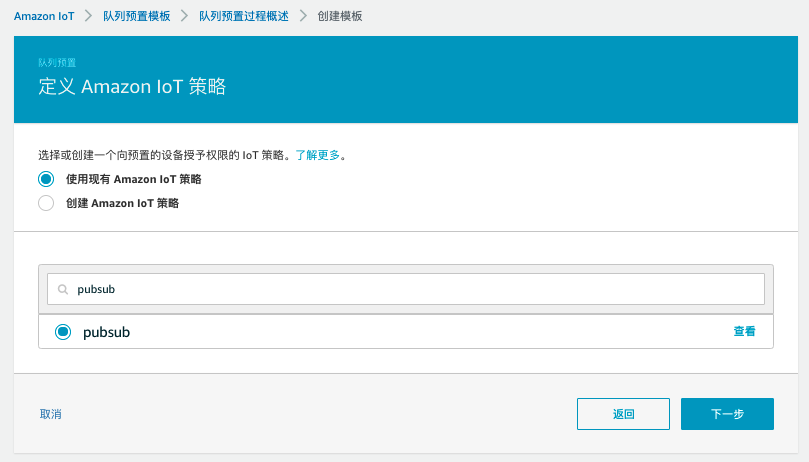 Amazon IoT > 队列预置模板 > 队列预置过程概述 > 创建模板
队列预置
定义 Amazon IoT 策略
选择或创建一个向预置的设备授予权限的 IoT 策略。了解更多。
使用现有 Amazon IoT 策略
创建 Amazon IoT 策略
pubsub
pubsub 查看
取消 返回 下一步